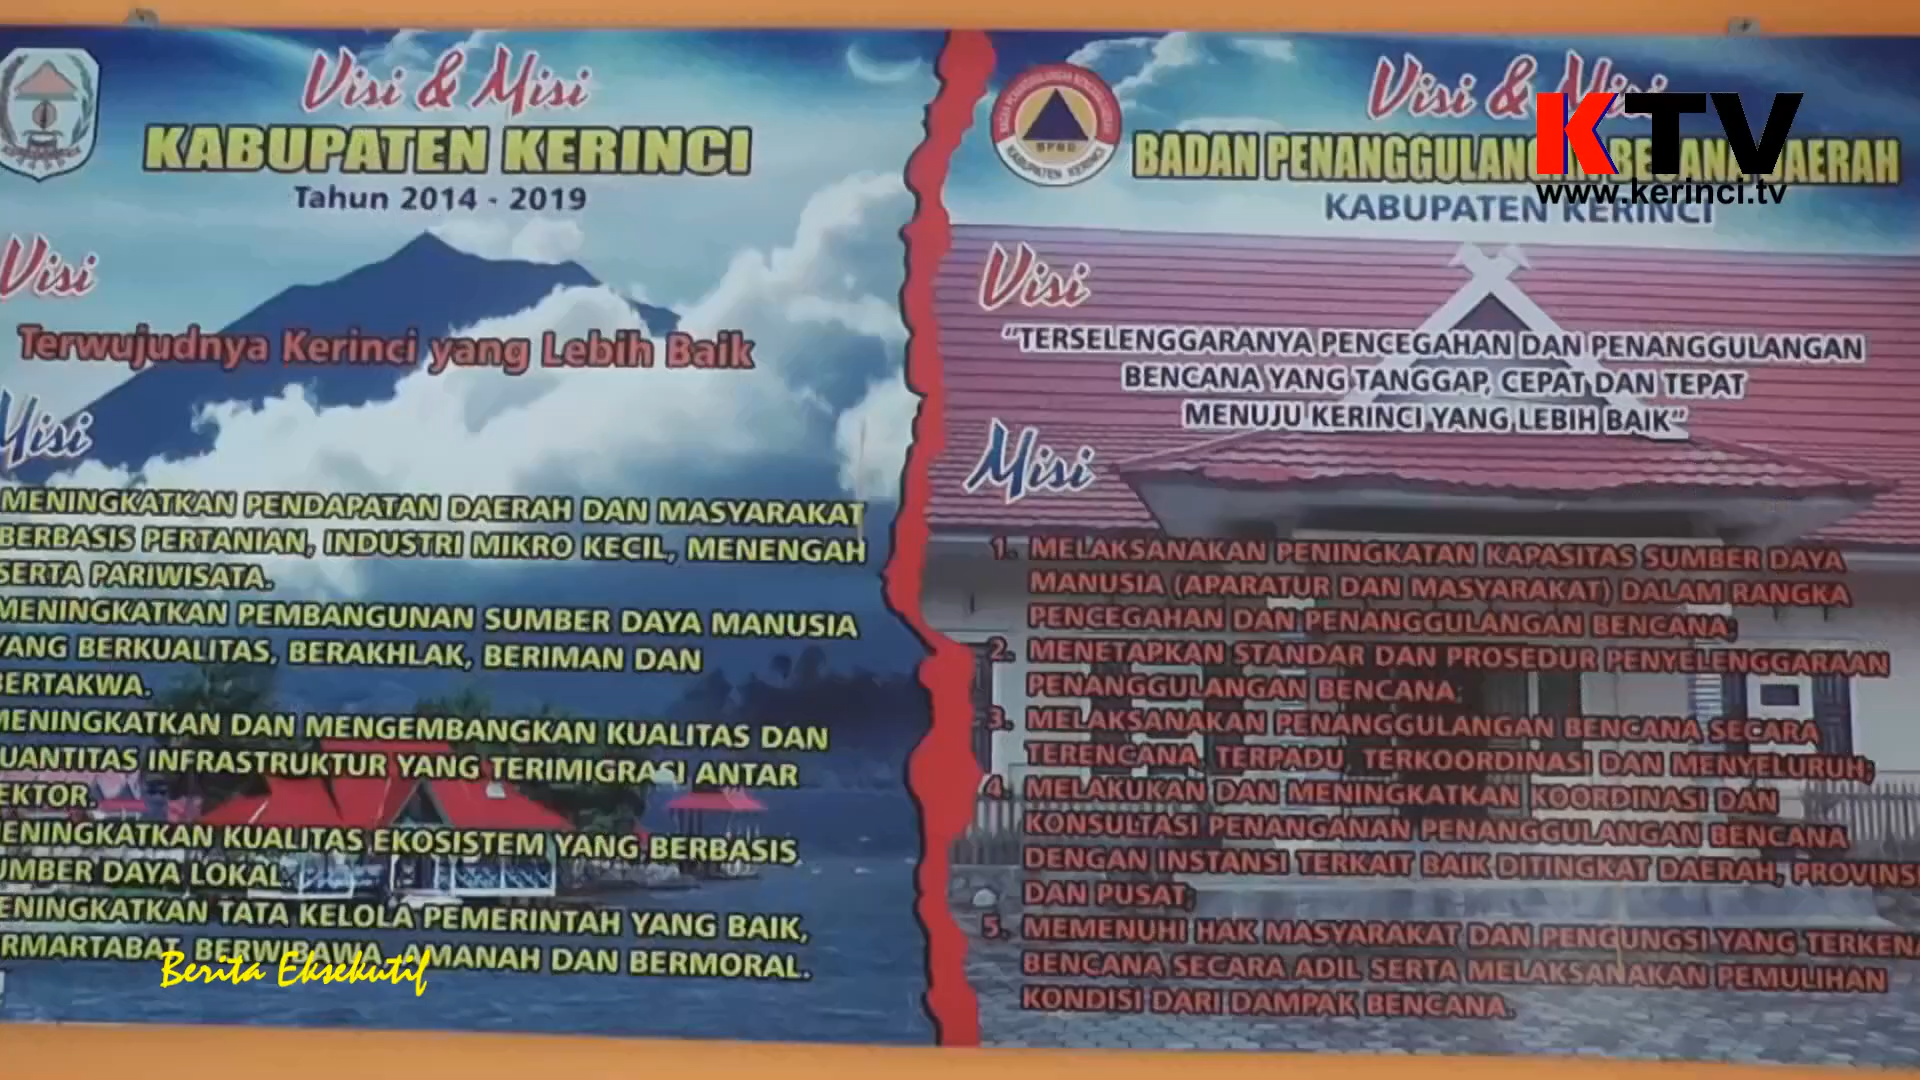 Visi & Misi
KABUPATEN KERINCI
Tahun 2014 - 2019
Visi
Terwujudnya Kerinci yang Lebih Baik
Misi
MENINGKATKAN PENDAPATAN DAERAH DAN MASYARAKAT
BERBASIS PERTANIAN, INDUSTRI MIKRO KECIL, MENENGAH
SERTA PARIWISATA.
MENINGKATKAN PEMBANGUNAN SUMBER DAYA MANUSIA
YANG BERKUALITAS, BERAKHLAK, BERIMAN DAN
BERTAKWA.
MENINGKATKAN DAN MENGEMBANGKAN KUALITAS DAN
UANTITAS INFRASTRUKTUR YANG TERIMIGRASI ANTAR
EKTOR.
ENINGKATKAN KUALITAS EKOSISTEM YANG BERBASIS
UMBER DAYA LOKAL.
ENINGKATKAN TATA KELOLA PEMERINTAH YANG BAIK,
RMARTABAT, BERWIBAWA, AMANAH DAN BERMORAL.
Berita Eksekutif
Visi & Misi
BADAN PENANGGULANGAN BENCANA DAERAH
KABUPATEN KERINCI
KTV
www.kerinci.tv
BPBD
KABUPATEN KERINCI
Visi
"TERSELENGGARANYA PENCEGAHAN DAN PENANGGULANGAN
BENCANA YANG TANGGAP, CEPAT DAN TEPAT
MENUJU KERINCI YANG LEBIH BAIK"
Misi
1. MELAKSANAKAN PENINGKATAN KAPASITAS SUMBER DAYA
MANUSIA (APARATUR DAN MASYARAKAT) DALAM RANGKA
PENCEGAHAN DAN PENANGGULANGAN BENCANA;
2. MENETAPKAN STANDAR DAN PROSEDUR PENYELENGGARAAN
PENANGGULANGAN BENCANA;
3. MELAKSANAKAN PENANGGULANGAN BENCANA SECARA
TERENCANA, TERPADU, TERKOORDINASI DAN MENYELURUH;
4. MELAKUKAN DAN MENINGKATKAN KOORDINASI DAN
KONSULTASI PENANGANAN PENANGGULANGAN BENCANA
DENGAN INSTANSI TERKAIT BAIK DITINGKAT DAERAH, PROVINSI
DAN PUSAT;
5. MEMENUHI HAK MASYARAKAT DAN PENGUNGSI YANG TERKENA
BENCANA SECARA ADIL SERTA MELAKSANAKAN PEMULIHAN
KONDISI DARI DAMPAK BENCANA.